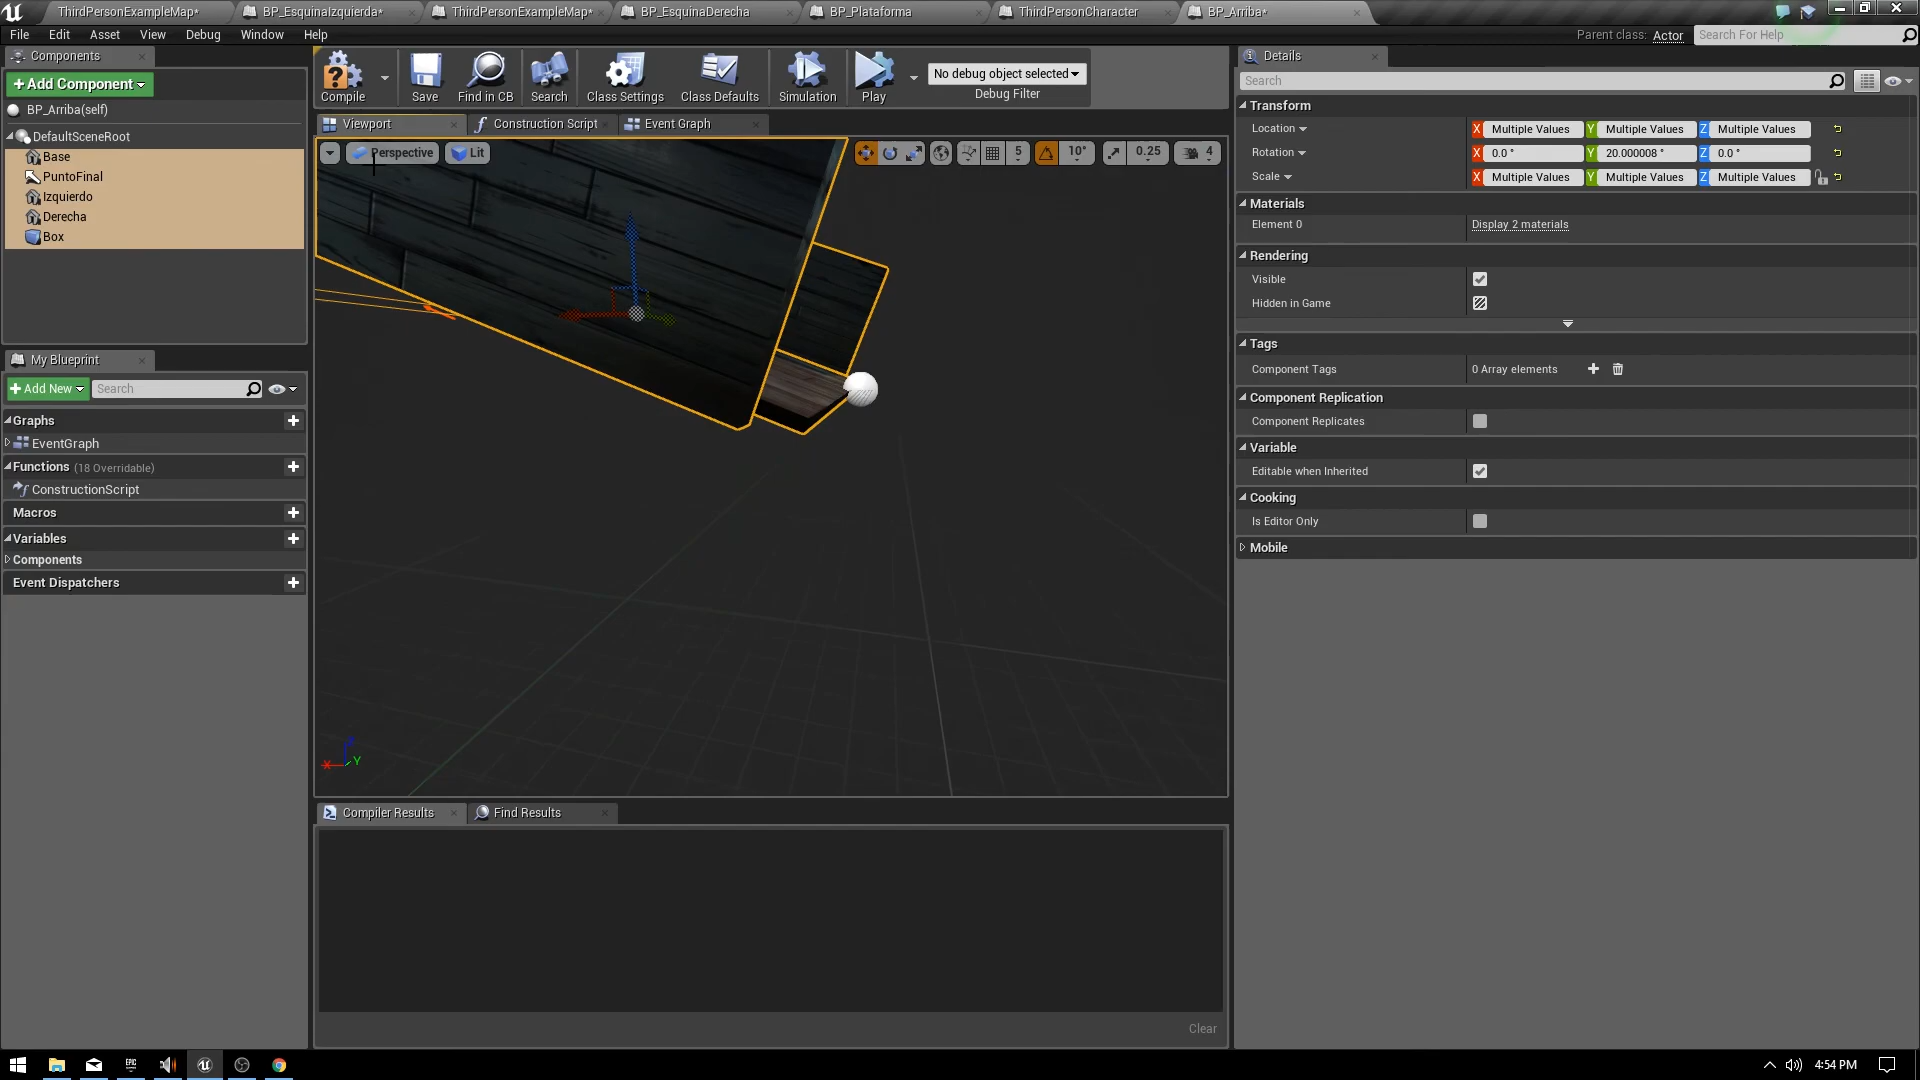 ThirdPersonExampleMap*
BP_EsquinaIzquierda*
ThirdPersonExampleMap*
BP_EsquinaDerecha
BP_Plataforma
ThirdPersonCharacter
BP_Arriba*
File Edit Asset View Debug Window Help
Parent class: Actor
Search For Help
Components
+Add Component
BP_Arriba(self)
DefaultSceneRoot
Base
PuntoFinal
Izquierdo
Derecha
Box
Compile
Save
Find in CB
Search
Class Settings
Class Defaults
Simulation
Play
No debug object selected
Debug Filter
Viewport
Construction Script
Event Graph
Perspective
Lit
5
10°
0.25
4
X
Y
Details
Search
Transform
Location X Multiple Values Y Multiple Values Z Multiple Values
Rotation X 0.0 ° Y 20.000008 ° Z 0.0 °
Scale X Multiple Values Y Multiple Values Z Multiple Values
Materials
Element 0 Display 2 materials
Rendering
Visible
Hidden in Game
Tags
Component Tags 0 Array elements
Component Replication
Component Replicates
Variable
Editable when Inherited
Cooking
Is Editor Only
Mobile
My Blueprint
+Add New Search
Graphs
EventGraph
Functions (18 Overridable)
ConstructionScript
Macros
Variables
Components
Event Dispatchers
Compiler Results
Find Results
Clear
EPIC
4:54 PM